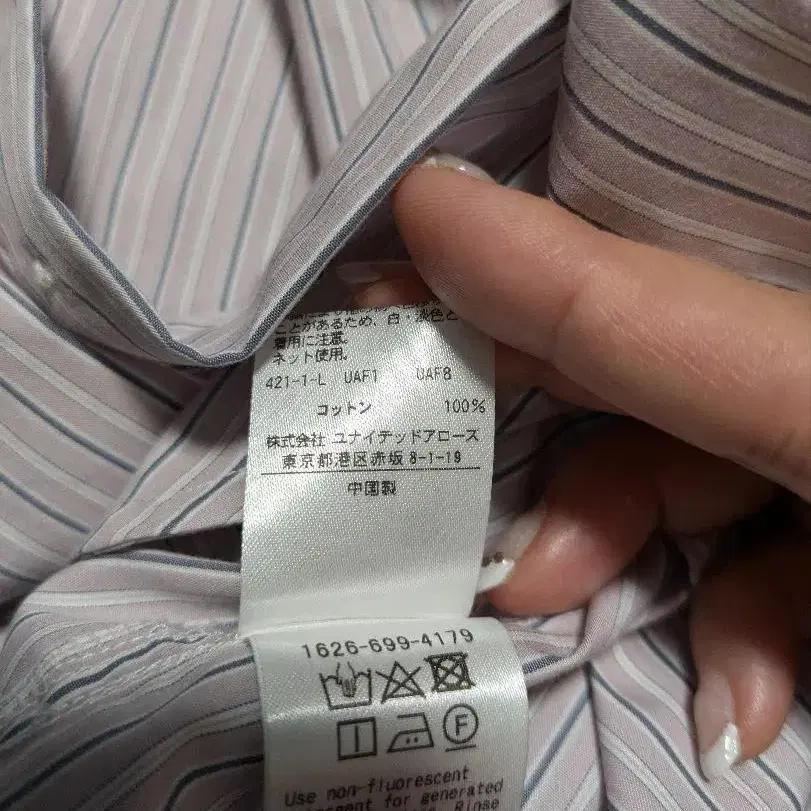 ことがあるため、白・淡色と
着用に注意。
ネット使用。
421-1-L UAF1 UAF8
コットン 100%
株式会社 ユナイテッドアローズ
東京都港区赤坂 8-1-19
中国製
1626-699-4179
F
Use non-fluorescent
for generated
Rinse